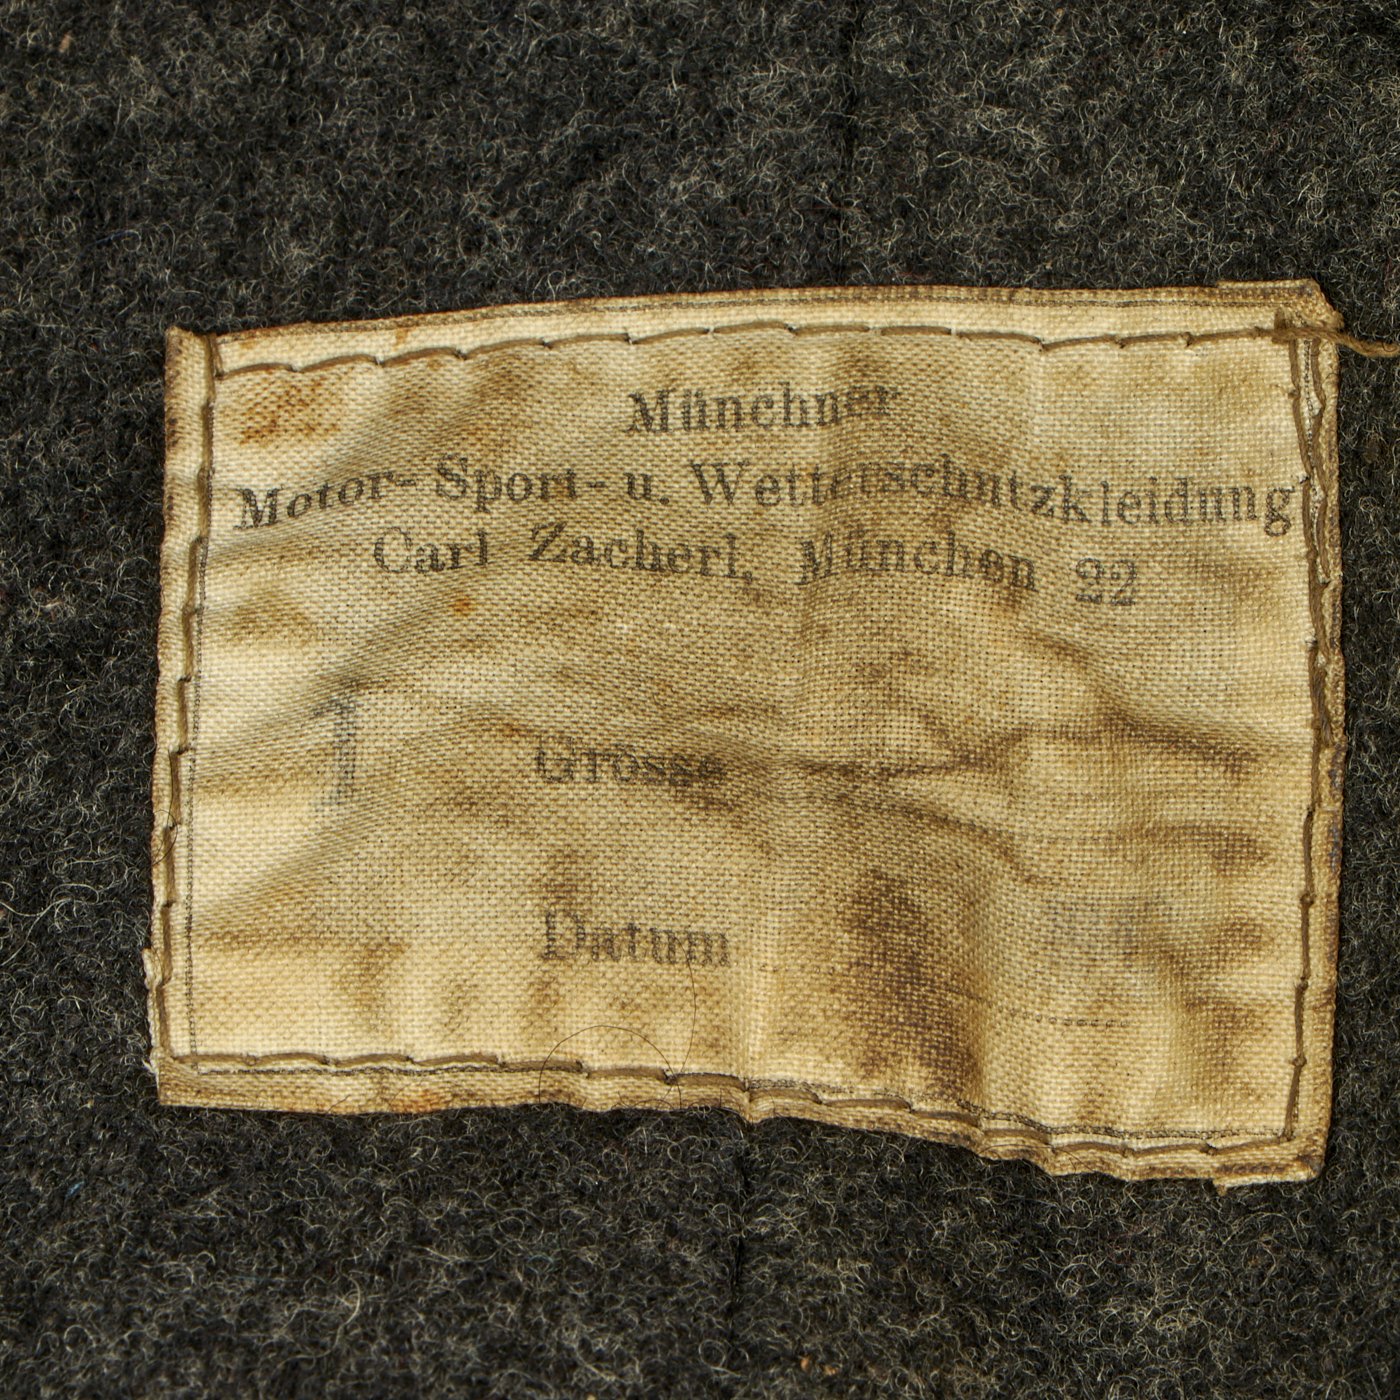 Münchner
Motor-Sport- u. Wetterschutzkleidung
Carl Zacherl, München 22
I
Grösse
Datum